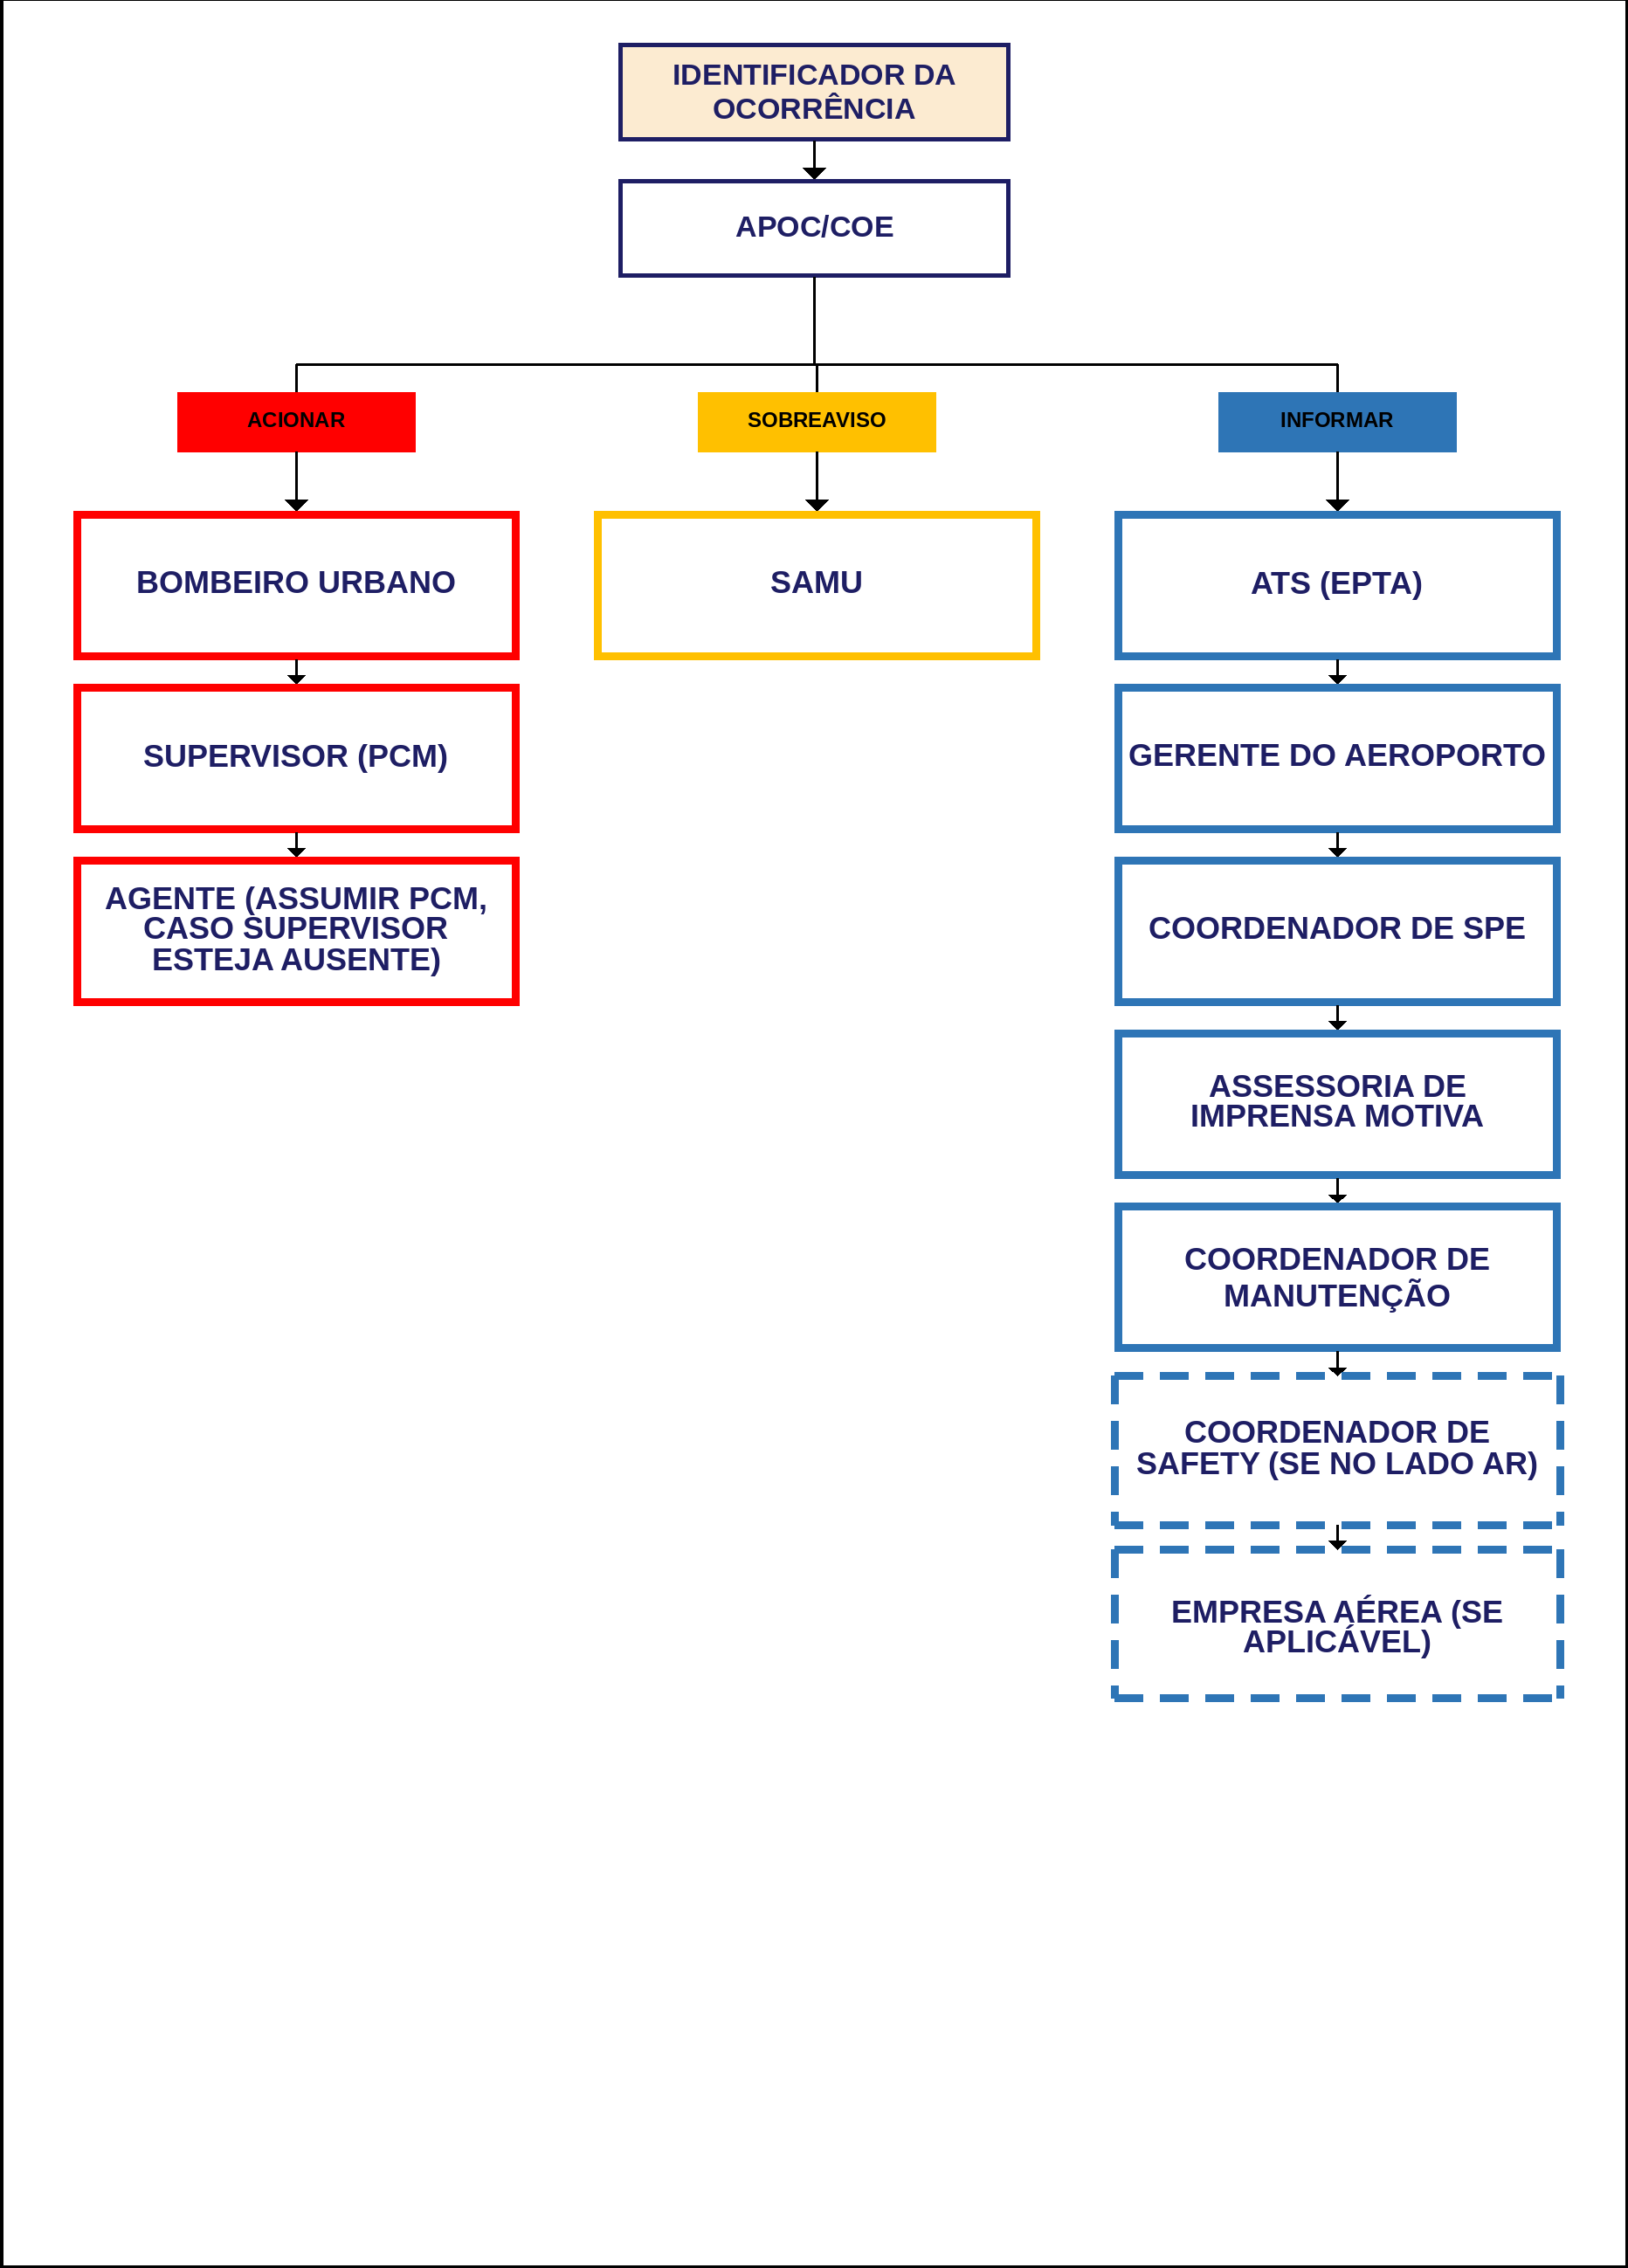 IDENTIFICADOR DA
OCORRÊNCIA
APOC/COE
ACIONAR
SOBREAVISO
INFORMAR
BOMBEIRO URBANO
SAMU
ATS (EPTA)
SUPERVISOR (PCM)
GERENTE DO AEROPORTO
AGENTE (ASSUMIR PCM,
CASO SUPERVISOR
ESTEJA AUSENTE)
COORDENADOR DE SPE
ASSESSORIA DE
IMPRENSA MOTIVA
COORDENADOR DE
MANUTENÇÃO
COORDENADOR DE
SAFETY (SE NO LADO AR)
EMPRESA AÉREA (SE
APLICÁVEL)